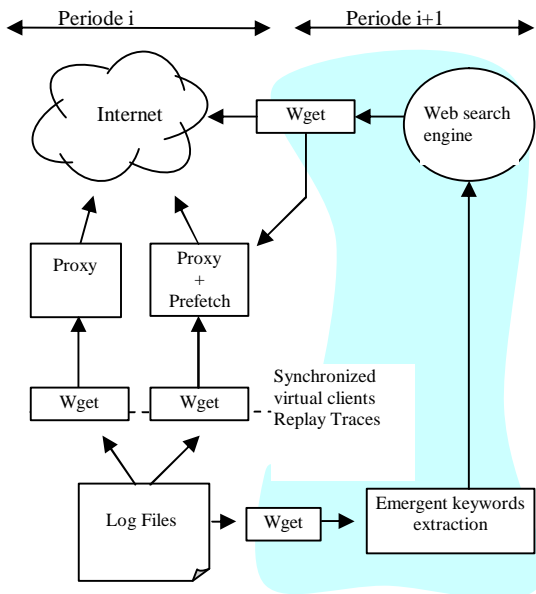 Periode i
Periode i+1
Internet
Wget
Web search
engine
Proxy
Proxy
+
Prefetch
Wget
Wget
Synchronized
virtual clients
Replay Traces
Log Files
Wget
Emergent keywords
extraction